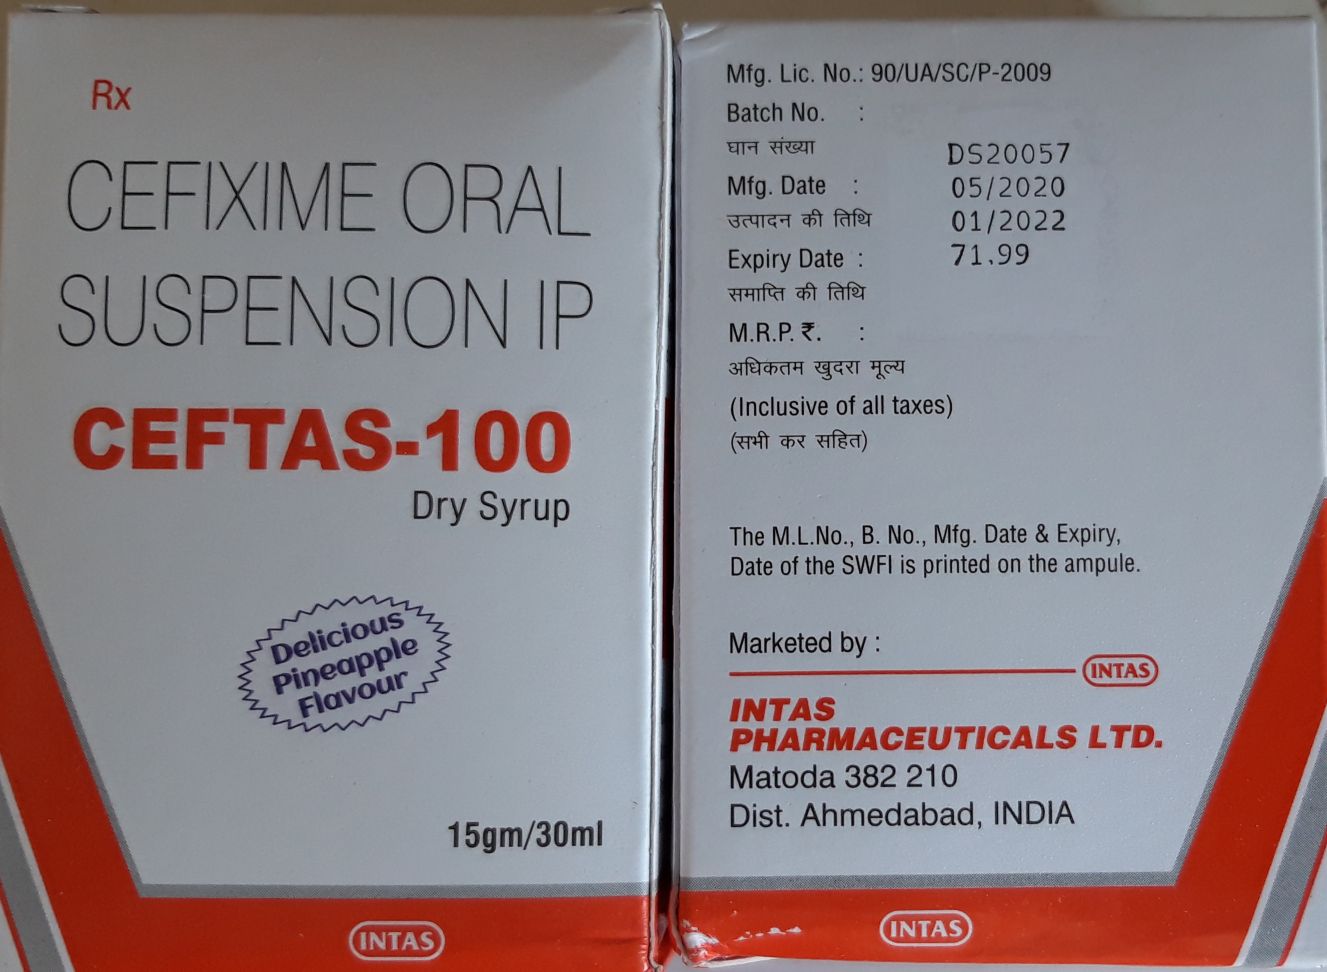 Rx
CEFIXIME ORAL
SUSPENSION IP
CEFTAS-100
Dry Syrup
Delicious
Pineapple
Flavour
15gm/30ml
INTAS
Mfg. Lic. No.: 90/UA/SC/P-2009
Batch No. :
घान संख्या DS20057
Mfg. Date : 05/2020
उत्पादन की तिथि 01/2022
Expiry Date : 71.99
समाप्ति की तिथि
M.R.P. ₹. :
अधिकतम खुदरा मूल्य
(Inclusive of all taxes)
(सभी कर सहित)
The M.L.No., B. No., Mfg. Date & Expiry,
Date of the SWFI is printed on the ampule.
Marketed by :
INTAS
INTAS
PHARMACEUTICALS LTD.
Matoda 382 210
Dist. Ahmedabad, INDIA
INTAS